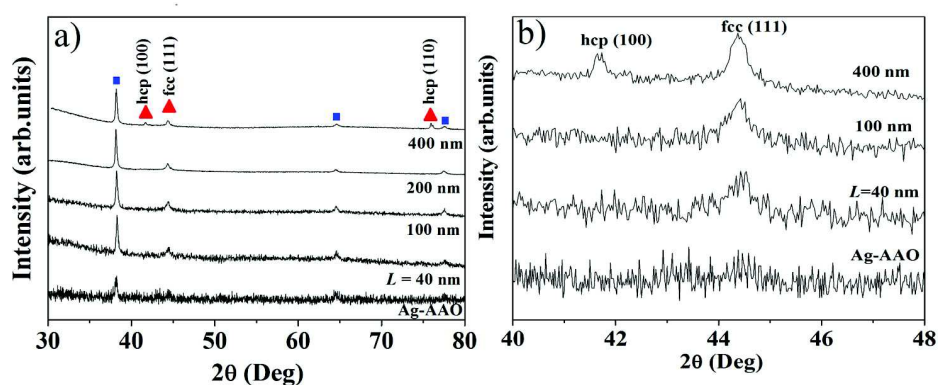 a)
hcp (100)
fcc (111)
hcp (110)
400 nm
200 nm
100 nm
L = 40 nm
Ag-AAO
Intensity (arb.units)
30 40 50 60 70 80
2θ (Deg)
b)
hcp (100)
fcc (111)
400 nm
100 nm
L=40 nm
Ag-AAO
Intensity (arb.units)
40 42 44 46 48
2θ (Deg)